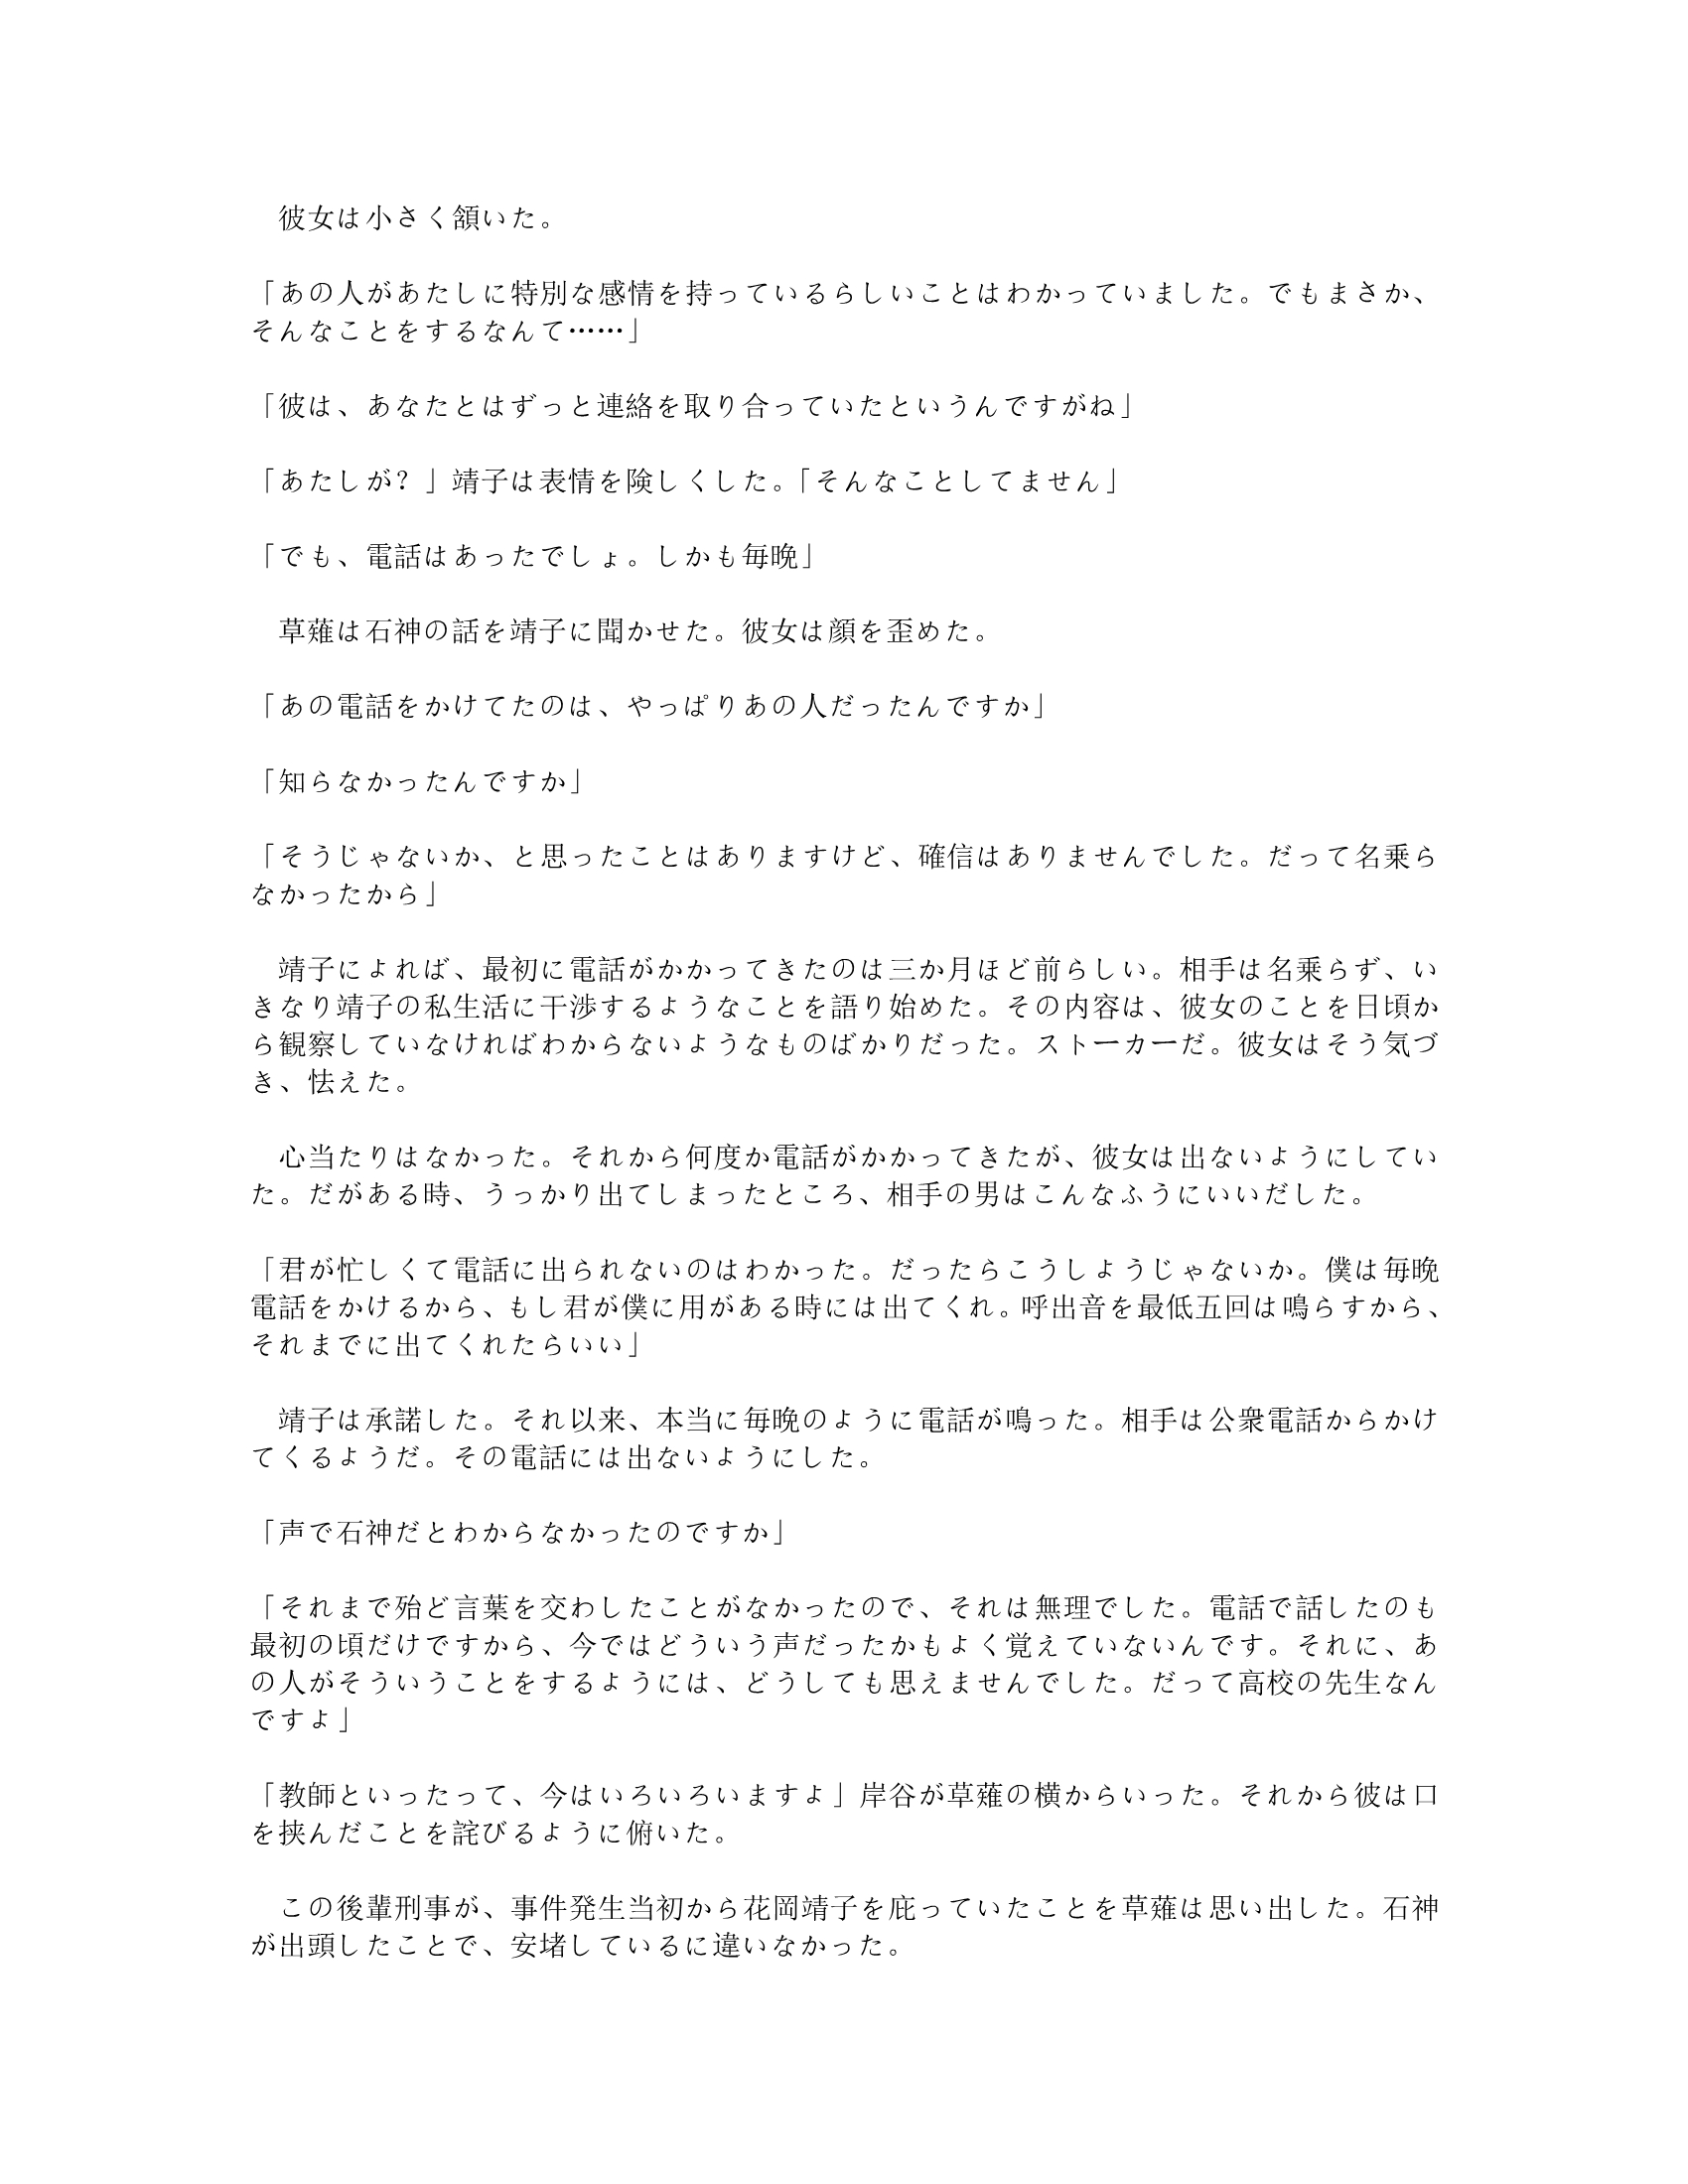 彼女は小さく頷いた。
「あの人があたしに特別な感情を持っているらしいことはわかっていました。でもまさか、
そんなことをするなんて……」
「彼は、あなたとはずっと連絡を取り合っていたというんですがね」
「あたしが？」靖子は表情を険しくした。「そんなことしてません」
「でも、電話はあったでしょ。しかも毎晩」
　草薙は石神の話を靖子に聞かせた。彼女は顔を歪めた。
「あの電話をかけてたのは、やっぱりあの人だったんですか」
「知らなかったんですか」
「そうじゃないか、と思ったことはありますけど、確信はありませんでした。だって名乗ら
なかったから」
　靖子によれば、最初に電話がかかってきたのは三か月ほど前らしい。相手は名乗らず、い
きなり靖子の私生活に干渉するようなことを語り始めた。その内容は、彼女のことを日頃か
ら観察していなければわからないようなものばかりだった。ストーカーだ。彼女はそう気づ
き、怯えた。
　心当たりはなかった。それから何度か電話がかかってきたが、彼女は出ないようにしてい
た。だがある時、うっかり出てしまったところ、相手の男はこんなふうにいいだした。
「君が忙しくて電話に出られないのはわかった。だったらこうしようじゃないか。僕は毎晩
電話をかけるから、もし君が僕に用がある時には出てくれ。呼出音を最低五回は鳴らすから、
それまでに出てくれたらいい」
　靖子は承諾した。それ以来、本当に毎晩のように電話が鳴った。相手は公衆電話からかけ
てくるようだ。その電話には出ないようにした。
「声で石神だとわからなかったのですか」
「それまで殆ど言葉を交わしたことがなかったので、それは無理でした。電話で話したのも
最初の頃だけですから、今ではどういう声だったかもよく覚えていないんです。それに、あ
の人がそういうことをするようには、どうしても思えませんでした。だって高校の先生なん
ですよ」
「教師といったって、今はいろいろいますよ」岸谷が草薙の横からいった。それから彼は口
を挟んだことを詫びるように俯いた。
　この後輩刑事が、事件発生当初から花岡靖子を庇っていたことを草薙は思い出した。石神
が出頭したことで、安堵しているに違いなかった。